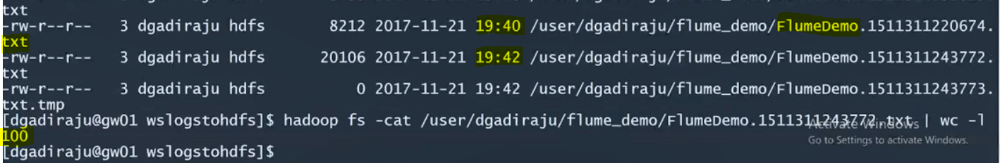 txt
-rw-r--r--   3 dgadiraju hdfs       8212 2017-11-21 19:40 /user/dgadiraju/flume_demo/FlumeDemo.1511311220674.
txt
-rw-r--r--   3 dgadiraju hdfs      20106 2017-11-21 19:42 /user/dgadiraju/flume_demo/FlumeDemo.1511311243772.
txt
-rw-r--r--   3 dgadiraju hdfs          0 2017-11-21 19:42 /user/dgadiraju/flume_demo/FlumeDemo.1511311243773.
txt.tmp
[dgadiraju@gw01 wslogstohdfs]$ hadoop fs -cat /user/dgadiraju/flume_demo/FlumeDemo.1511311243772.txt | wc -l
Activate Windows
100
Go to Settings to activate Windows.
[dgadiraju@gw01 wslogstohdfs]$